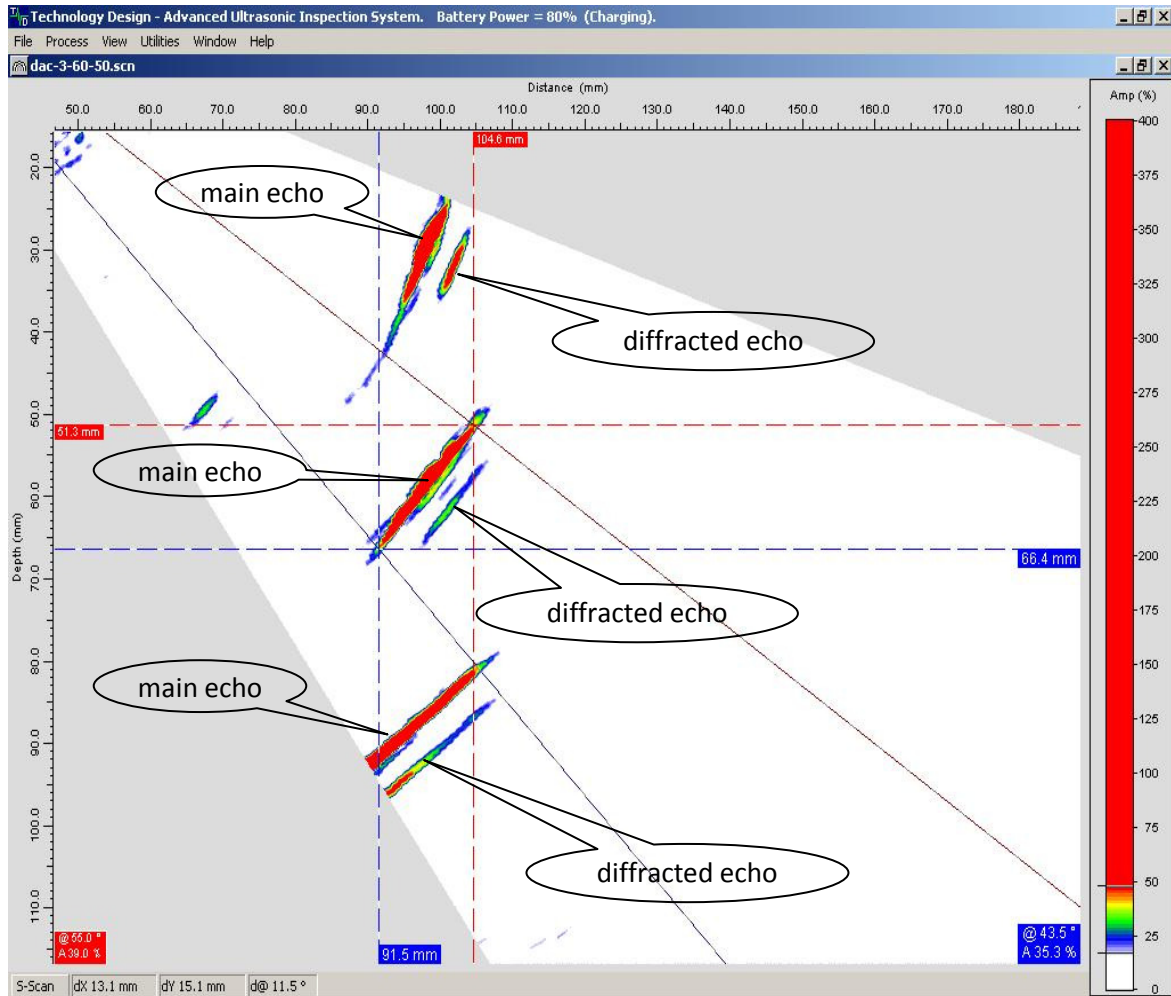 Technology Design - Advanced Ultrasonic Inspection System. Battery Power = 80% (Charging).
File Process View Utilities Window Help
dac-3-60-50.scn
Distance (mm)
50.0 60.0 70.0 80.0 90.0 100.0 110.0 120.0 130.0 140.0 150.0 160.0 170.0 180.0
Amp (%)
104.6 mm
400
375
350
325
300
275
250
225
200
175
150
125
100
75
50
25
0
Depth (mm)
20.0
30.0
40.0
50.0
60.0
70.0
80.0
90.0
100.0
110.0
main echo
diffracted echo
51.3 mm
main echo
66.4 mm
diffracted echo
main echo
diffracted echo
@ 55.0 °
A 39.0 %
91.5 mm
@ 43.5 °
A 35.3 %
S-Scan dX 13.1 mm dY 15.1 mm d@ 11.5 °